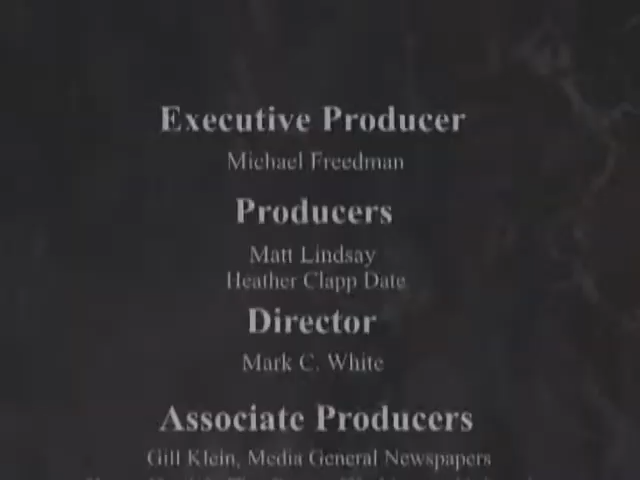 Executive Producer
Michael Freedman
Producers
Matt Lindsay
Heather Clapp Date
Director
Mark C. White
Associate Producers
Gill Klein, Media General Newspapers